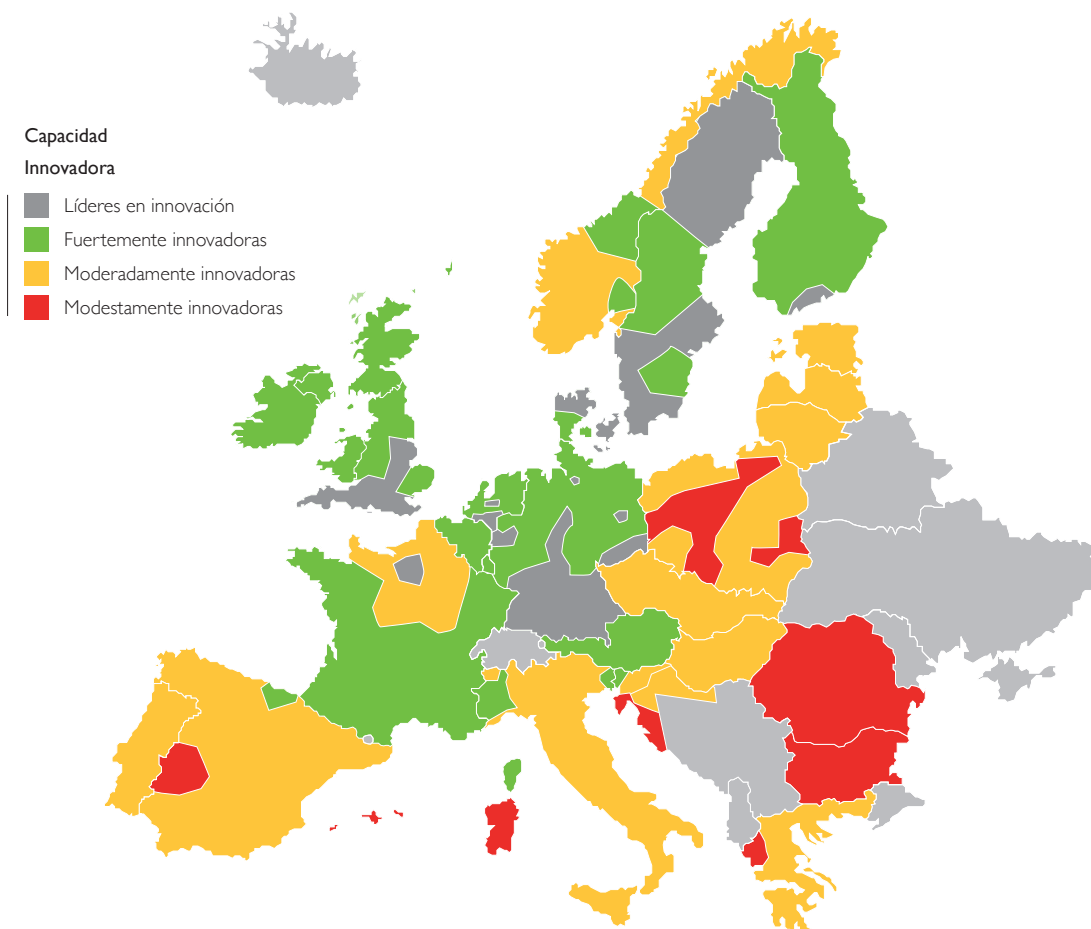 Capacidad
Innovadora
Líderes en innovación
Fuertemente innovadoras
Moderadamente innovadoras
Modestamente innovadoras